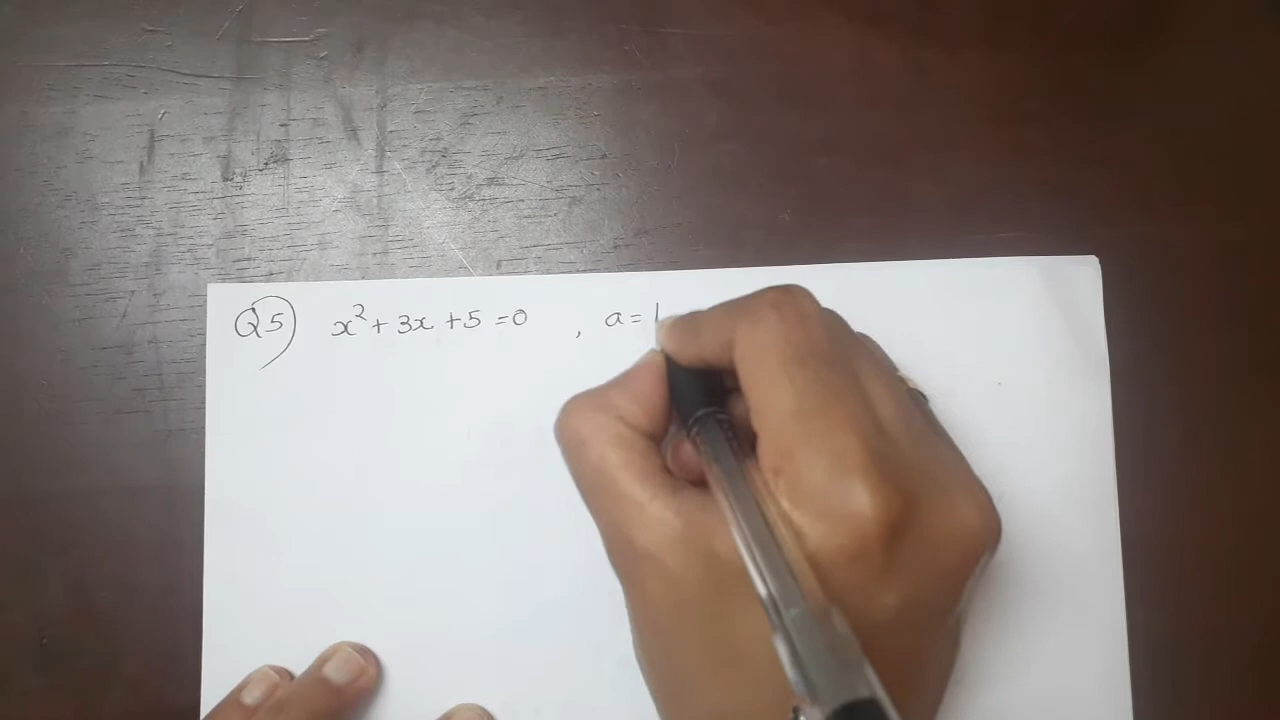 Q5) x² + 3x + 5 = 0 , a = 1